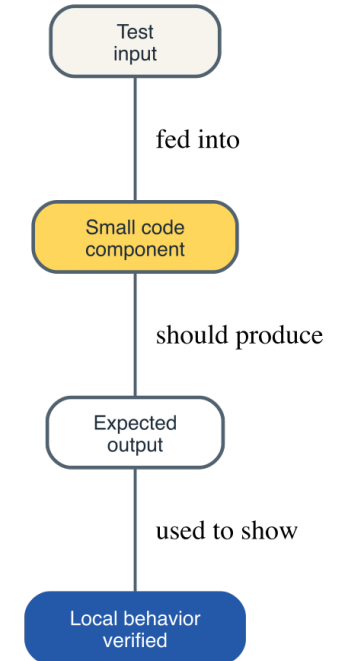 Test
input
fed into
Small code
component
should produce
Expected
output
used to show
Local behavior
verified